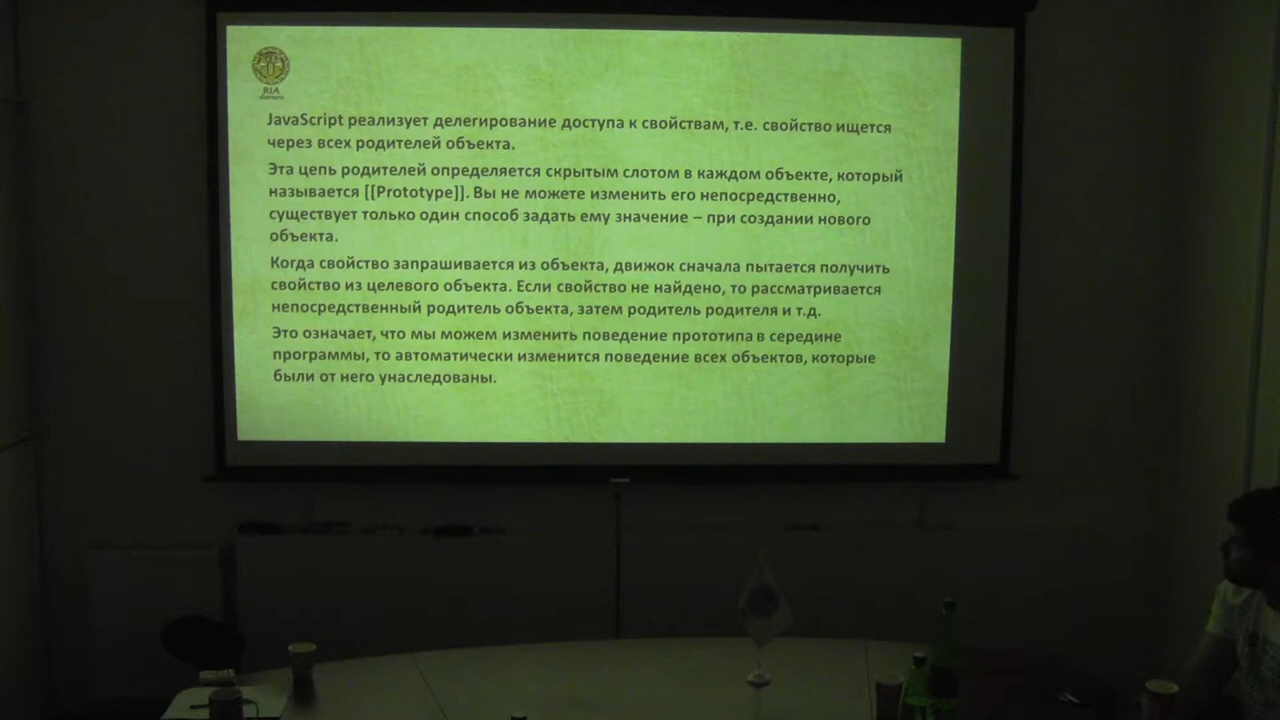 RIA
JavaScript реализует делегирование доступа к свойствам, т.е. свойство ищется
через всех родителей объекта.
Эта цепь родителей определяется скрытым слотом в каждом объекте, который
называется [[Prototype]]. Вы не можете изменить его непосредственно,
существует только один способ задать ему значение – при создании нового
объекта.
Когда свойство запрашивается из объекта, движок сначала пытается получить
свойство из целевого объекта. Если свойство не найдено, то рассматривается
непосредственный родитель объекта, затем родитель родителя и т.д.
Это означает, что мы можем изменить поведение прототипа в середине
программы, то автоматически изменится поведение всех объектов, которые
были от него унаследованы.